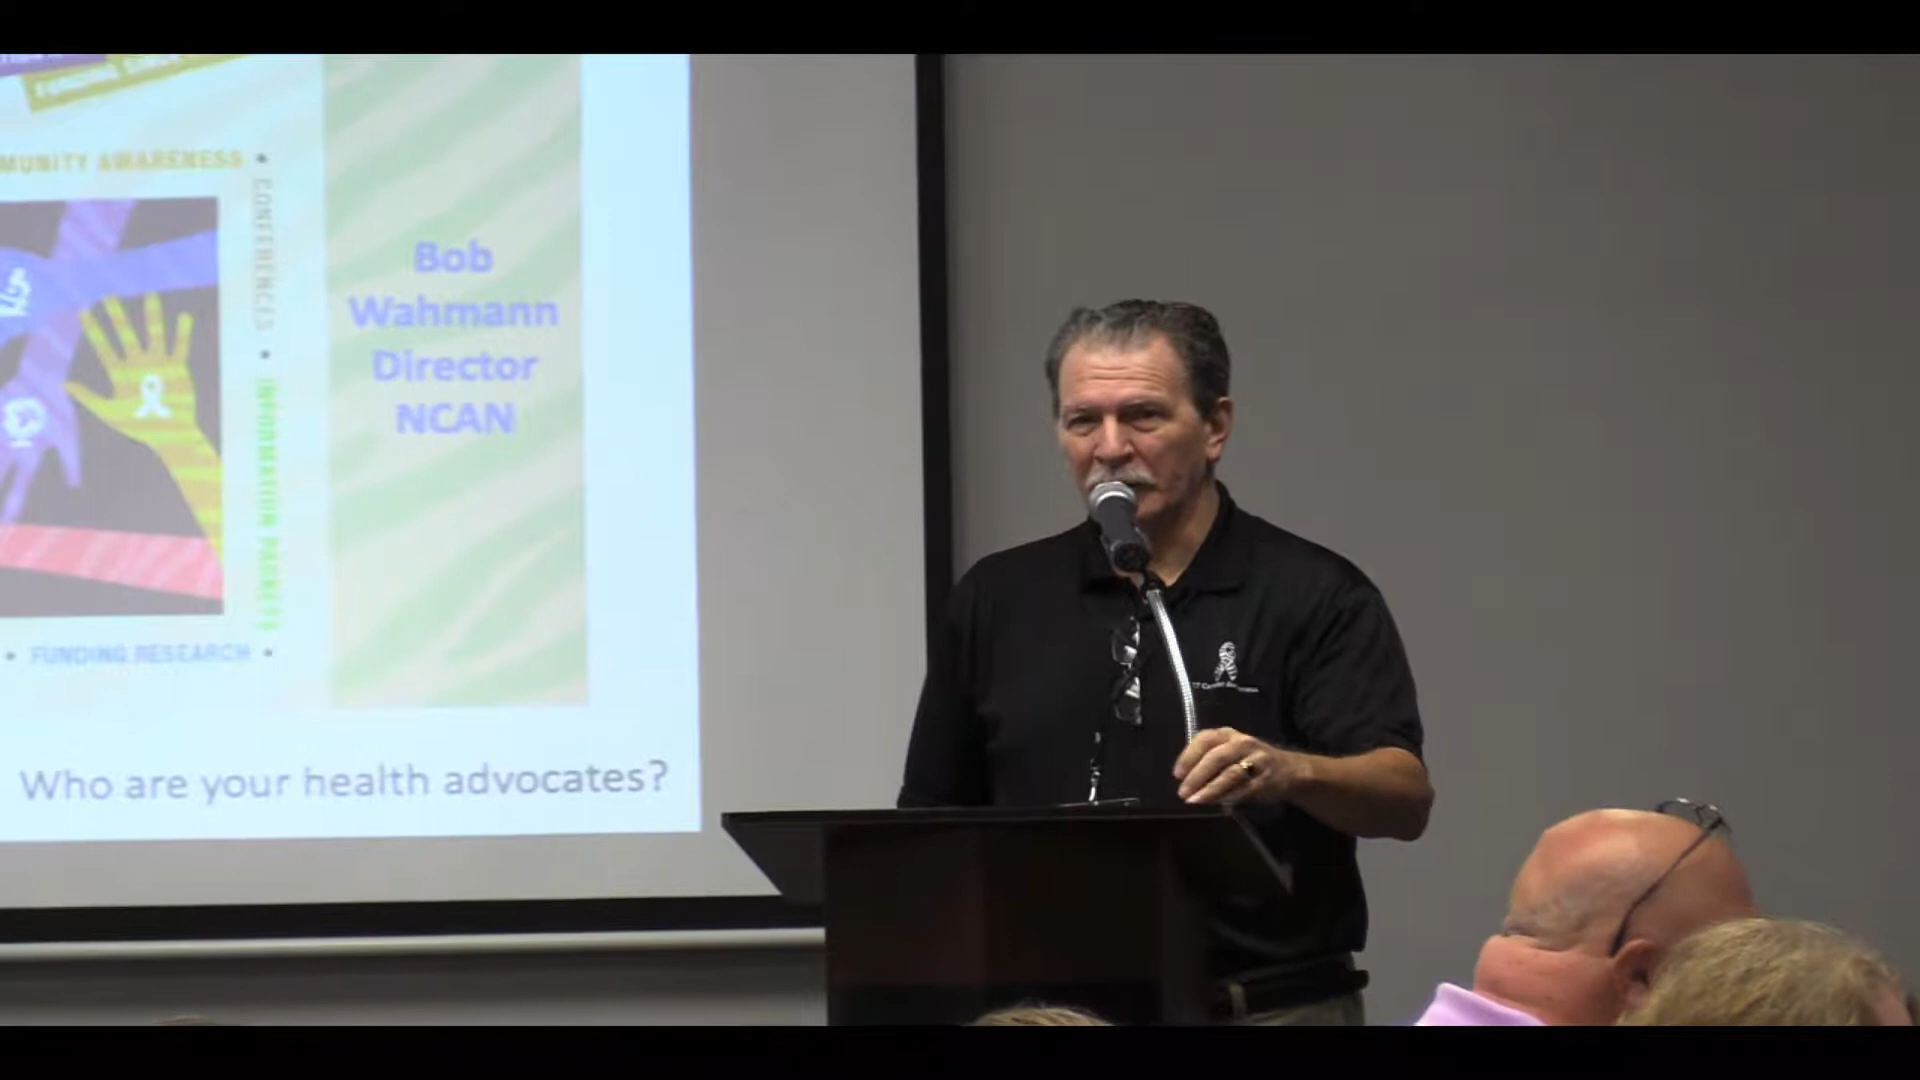 MUNITY AWARENESS •
CONFERENCES •
INFORMATION PACKETS
• FUNDING RESEARCH •
Bob
Wahmann
Director
NCAN
Who are your health advocates?